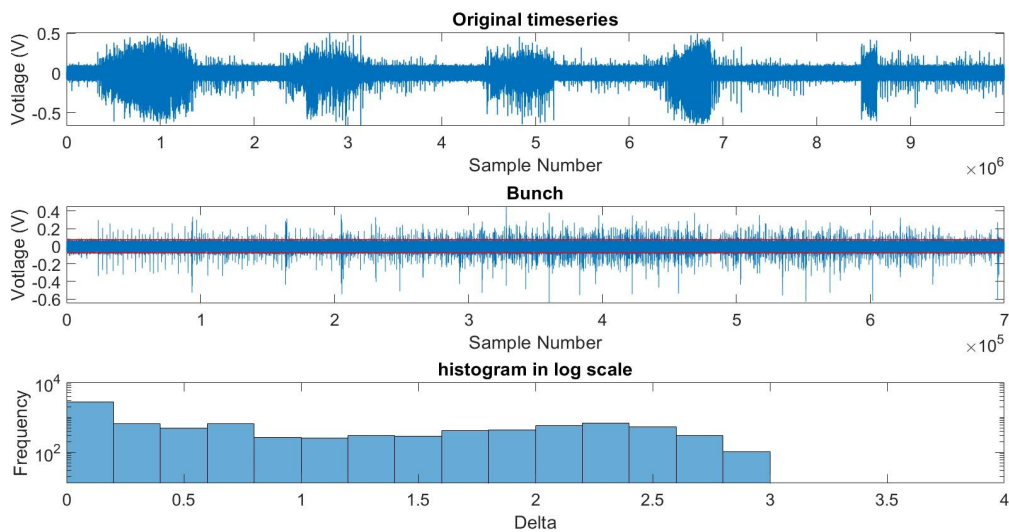 Original timeseries
Votlage (V)
0.5
0
-0.5
0 1 2 3 4 5 6 7 8 9
Sample Number
×10^6
Bunch
Votlage (V)
0.4
0.2
0
-0.2
-0.4
-0.6
0 1 2 3 4 5 6 7
Sample Number
×10^5
histogram in log scale
Frequency
10^4
10^2
0 0.5 1 1.5 2 2.5 3 3.5 4
Delta